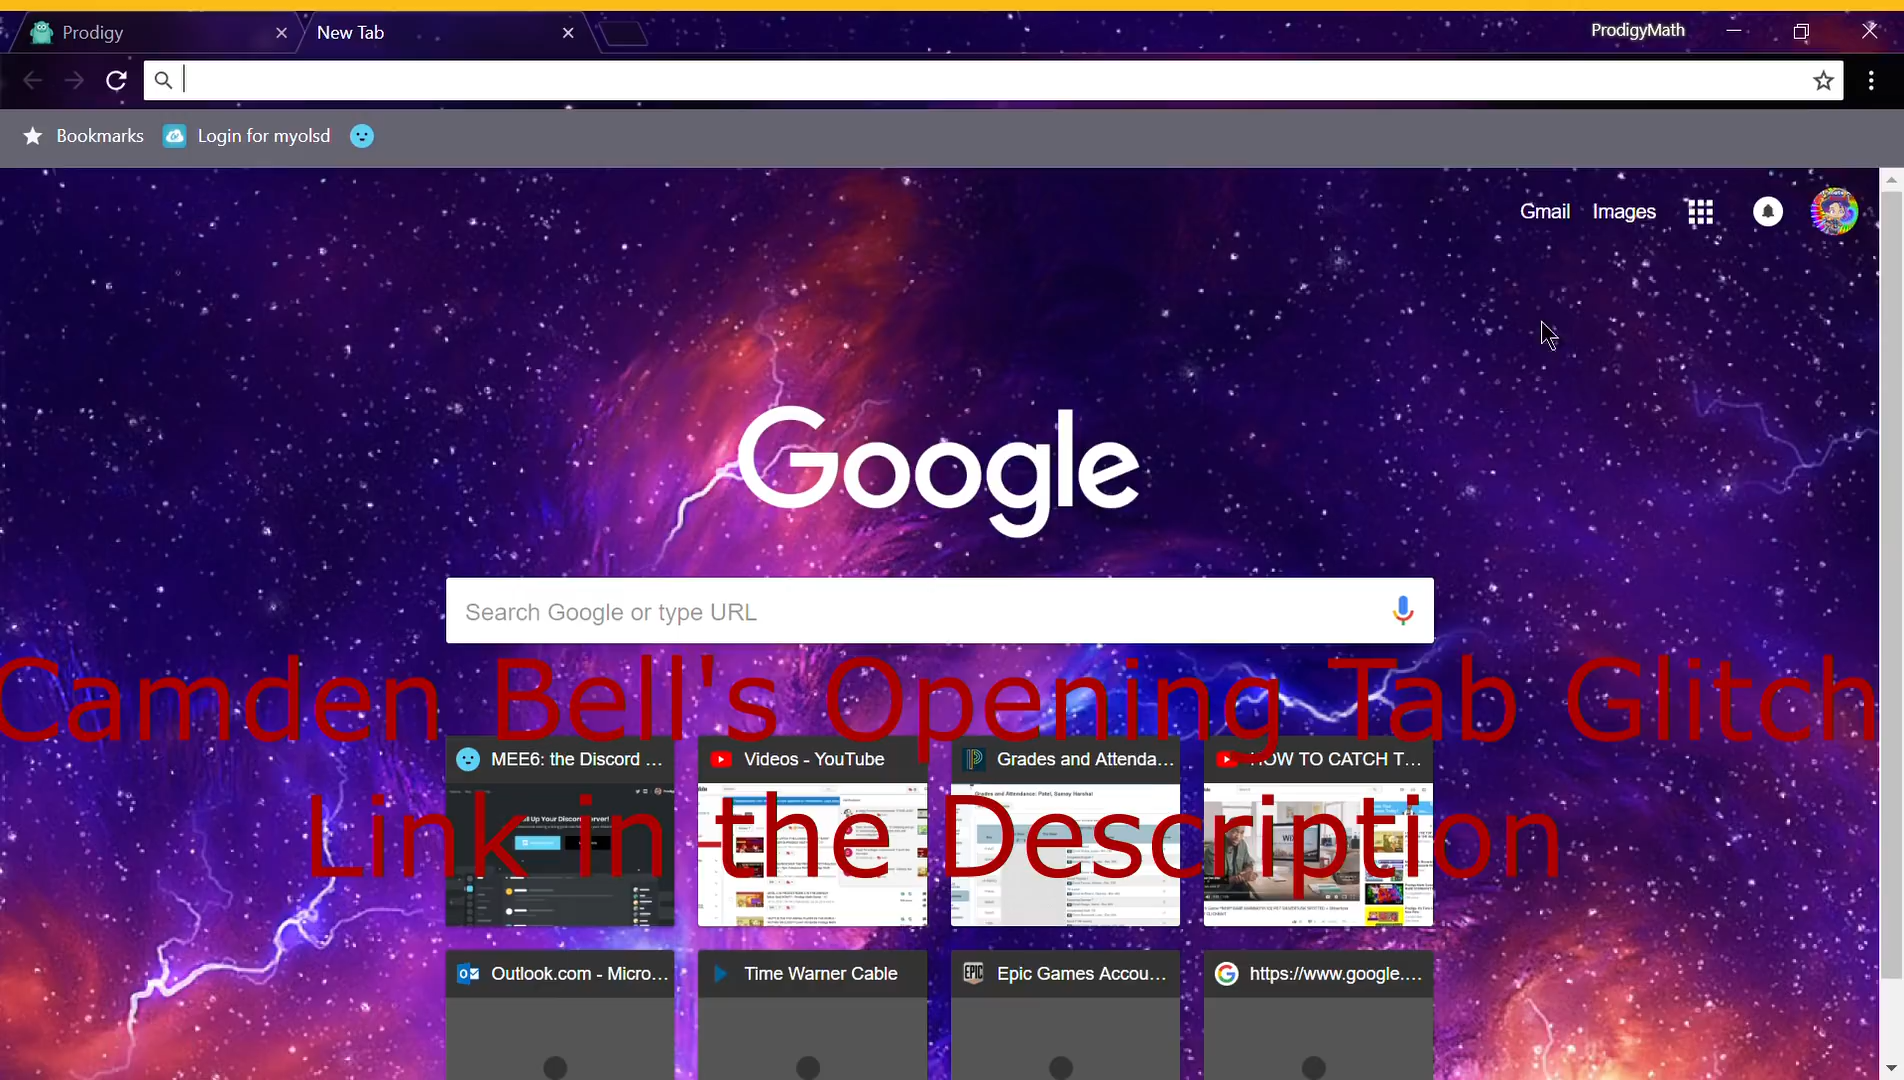 Prodigy
New Tab
ProdigyMath
Bookmarks
Login for myolsd
Gmail
Images
Google
Search Google or type URL
Camden Bell's Opening Tab Glitch
Link in the Description
MEE6: the Discord ...
Videos - YouTube
Grades and Attenda...
HOW TO CATCH T...
Outlook.com - Micro...
Time Warner Cable
Epic Games Accou...
https://www.google....